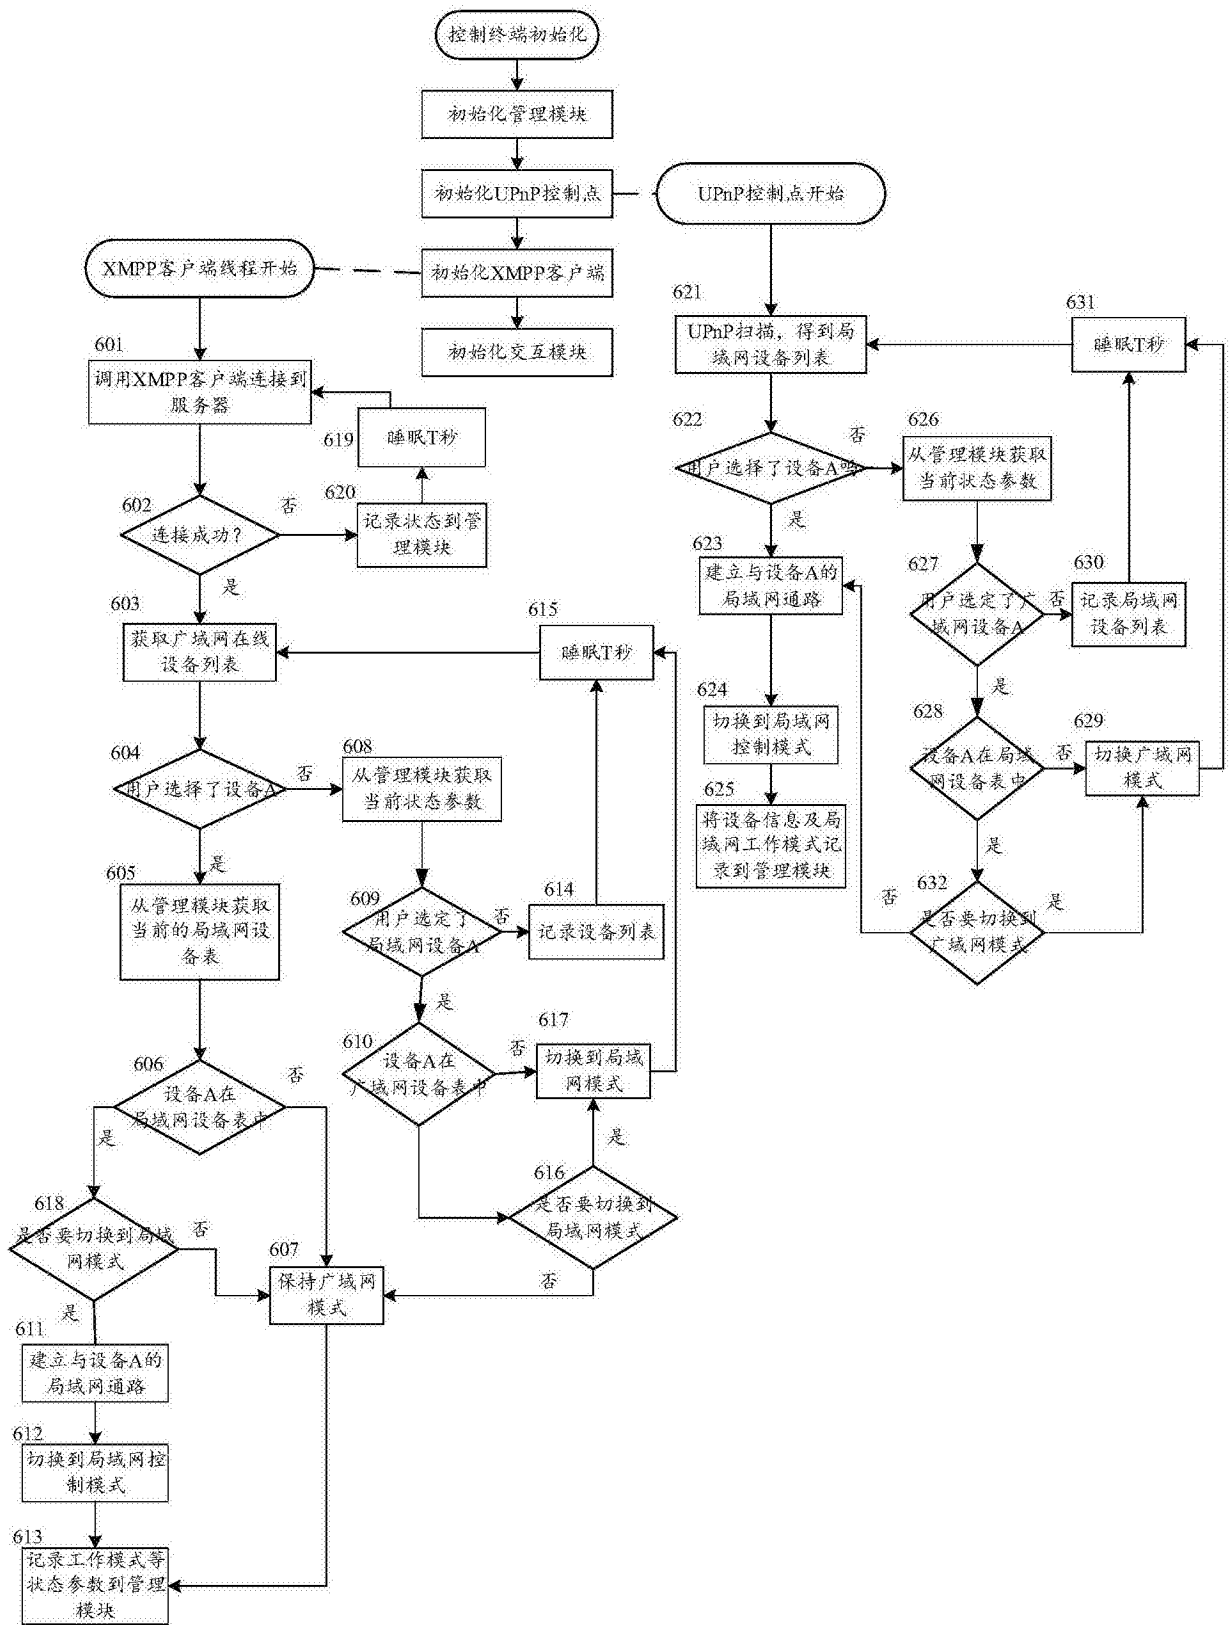 控制终端初始化
初始化管理模块
初始化UPnP控制点
UPnP控制点开始
XMPP客户端线程开始
初始化XMPP客户端
初始化交互模块
601
调用XMPP客户端连接到
服务器
619
睡眠T秒
620
记录状态到管
理模块
602
连接成功？
否
是
603
获取广域网在线
设备列表
615
睡眠T秒
604
用户选择了设备A
否
是
608
从管理模块获取
当前状态参数
605
从管理模块获取
当前的局域网设
备表
609
用户选定了
局域网设备A
否
是
614
记录设备列表
606
设备A在
局域网设备表中
否
是
610
设备A在
广域网设备表中
否
617
切换到局域
网模式
是
616
是否要切换到
局域网模式
否
618
是否要切换到局域
网模式
否
是
607
保持广域网
模式
611
建立与设备A的
局域网通路
612
切换到局域网控
制模式
613
记录工作模式等
状态参数到管理
模块
621
UPnP扫描，得到局
域网设备列表
631
睡眠T秒
622
用户选择了设备A吗
否
是
626
从管理模块获取
当前状态参数
623
建立与设备A的
局域网通路
627
用户选定了广
域网设备A
否
是
630
记录局域网
设备列表
624
切换到局域网
控制模式
628
设备A在局域
网设备表中
否
是
629
切换广域网
模式
625
将设备信息及局
域网工作模式记
录到管理模块
632
是否要切换到
广域网模式
否
是